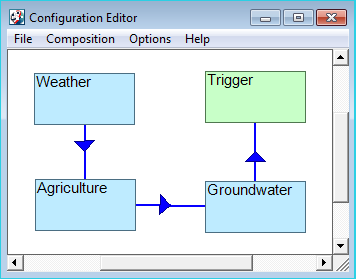 Configuration Editor
File Composition Options Help
Weather
Trigger
Agriculture
Groundwater